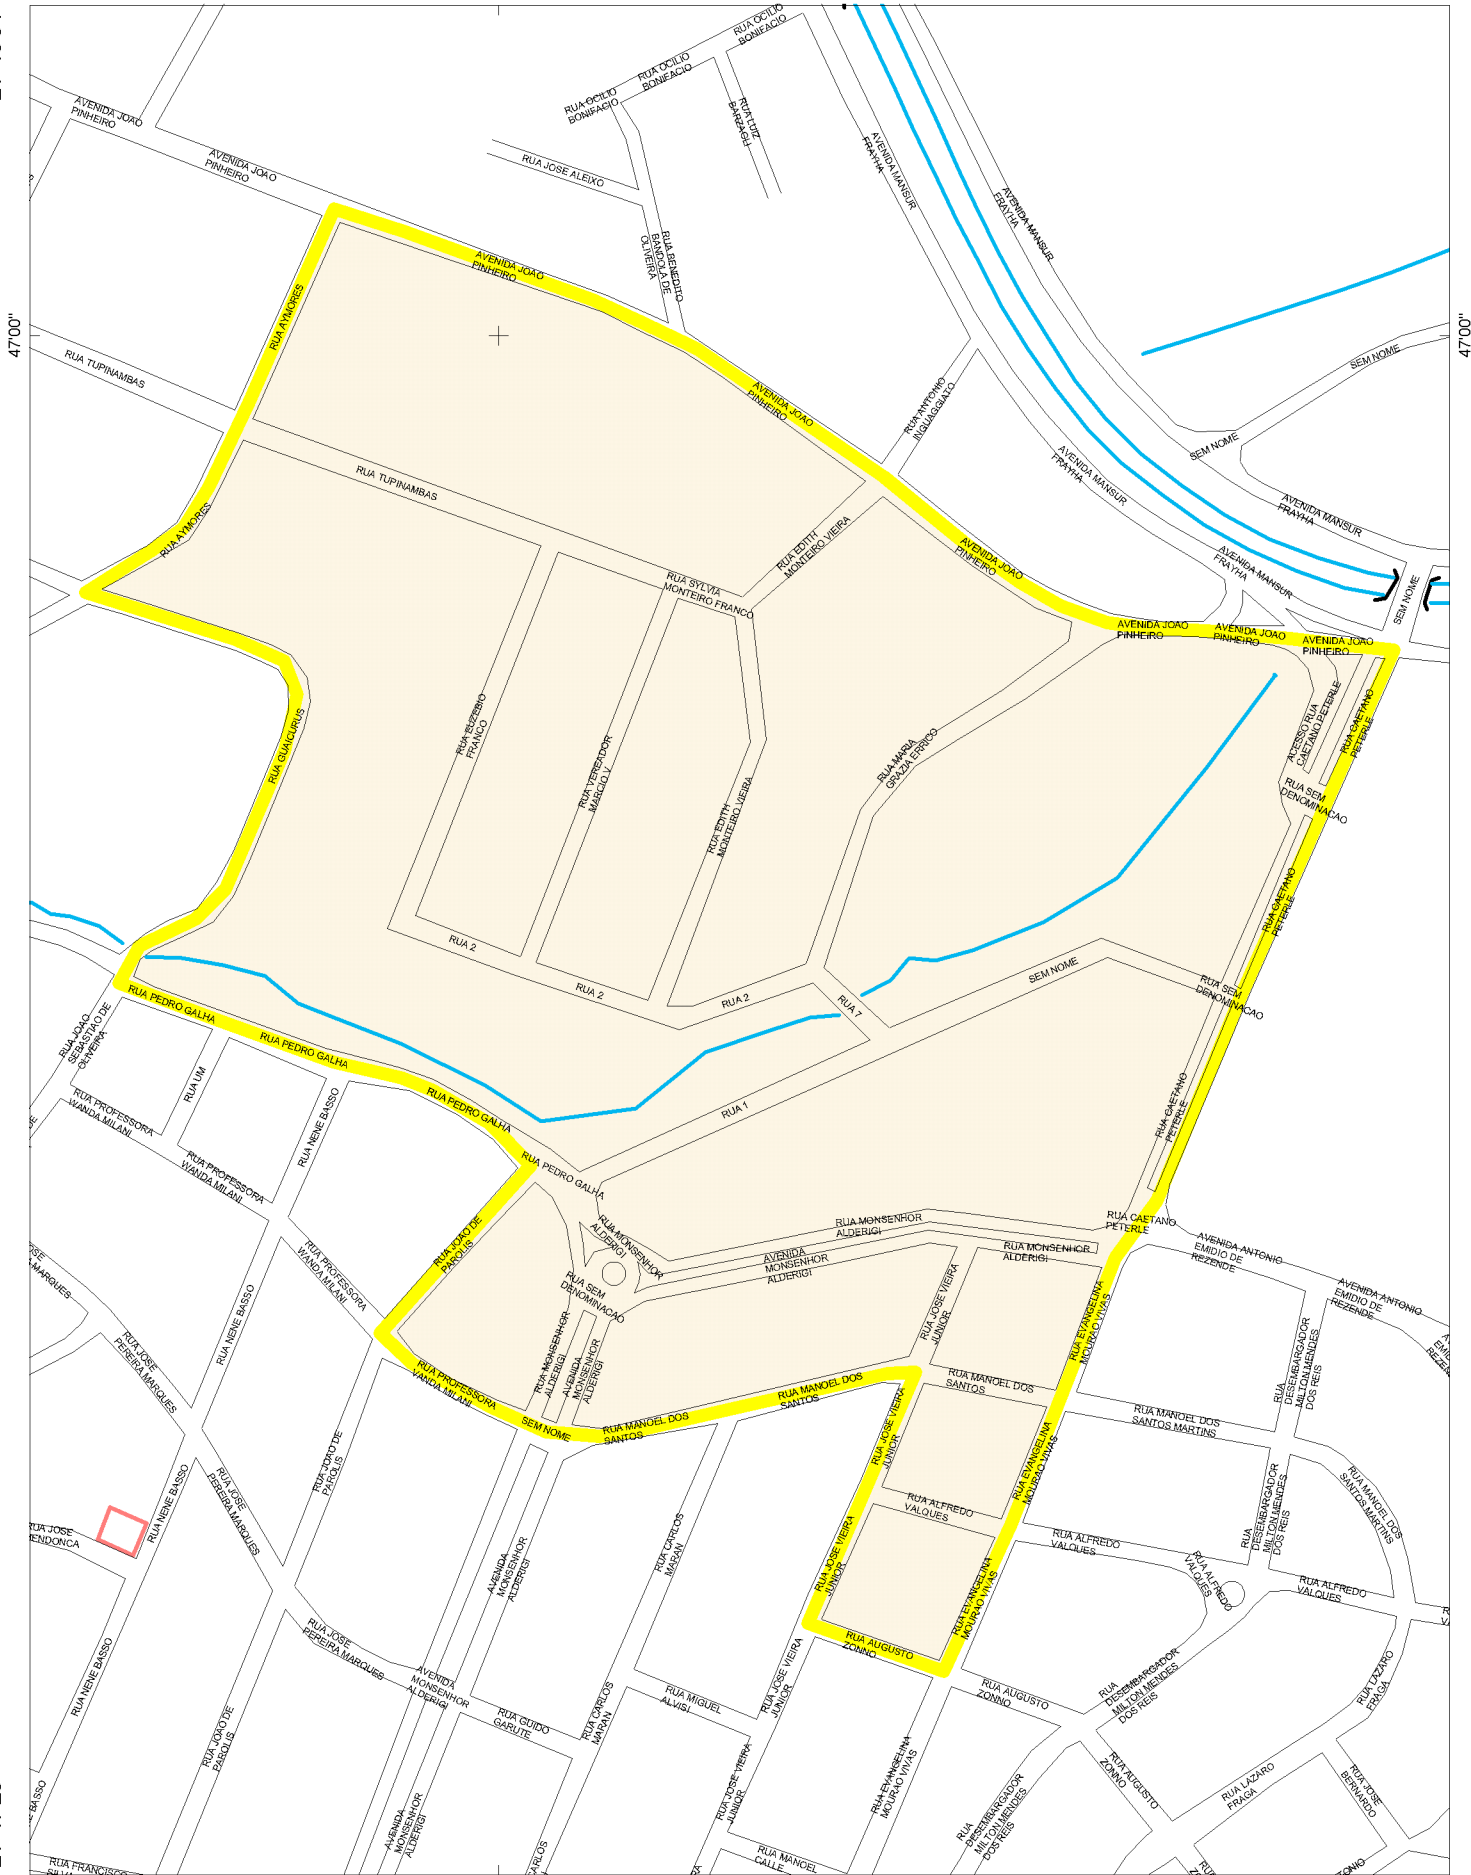 RUA OCILIO
BONIFACIO
RUA OCILIO
BONIFACIO
RUA OCILIO
BONIFACIO
AVENIDA JOAO
PINHEIRO
RUA LUIZ
BARZAGLI
AVENIDA MANSUR
FRAYHA
AVENIDA JOAO
PINHEIRO
RUA JOSE ALEIXO
AVENIDA MANSUR
FRAYHA
RUA BENEDITO
BANDOLA DE
OLIVEIRA
AVENIDA JOAO
PINHEIRO
RUA AYMORES
47'00"
47'00"
RUA TUPINAMBAS
SEM NOME
AVENIDA JOAO
PINHEIRO
RUA ANTONIO
INGUAGGIATO
SEM NOME
RUA TUPINAMBAS
AVENIDA MANSUR
FRAYHA
AVENIDA MANSUR
FRAYHA
RUA AYMORES
RUA EDITH
MONTEIRO VIEIRA
AVENIDA JOAO
PINHEIRO
AVENIDA MANSUR
FRAYHA
RUA SYLVIA
MONTEIRO FRANCO
SEM NOME
AVENIDA JOAO
PINHEIRO
AVENIDA JOAO
PINHEIRO
AVENIDA JOAO
PINHEIRO
RUA GUAICURUS
RUA EUZEBIO
FRANCO
RUA VEREADOR
MARCIO V.
RUA EDITH
MONTEIRO VIEIRA
RUA MARIA
GRAZIA ERRICO
ACESSO RUA
CAETANO PETERLE
RUA CAETANO
PETERLE
RUA SEM
DENOMINACAO
RUA CAETANO
PETERLE
RUA 2
RUA 2
RUA 2
RUA 7
SEM NOME
RUA SEM
DENOMINACAO
RUA PEDRO GALHA
RUA JOAO
SEBASTIAO DE
OLIVEIRA
RUA PEDRO GALHA
RUA UM
RUA PEDRO GALHA
RUA 1
RUA CAETANO
PETERLE
RUA PROFESSORA
WANDA MILANI
RUA NENE BASSO
RUA PROFESSORA
WANDA MILANI
RUA PEDRO GALHA
RUA MONSENHOR
ALDERIGI
RUA MONSENHOR
ALDERIGI
RUA CAETANO
PETERLE
RUA JOAO DE
PAROLIS
AVENIDA
MONSENHOR
ALDERIGI
RUA MONSENHOR
ALDERIGI
AVENIDA ANTONIO
EMIDIO DE
REZENDE
AVENIDA ANTONIO
EMIDIO DE
REZENDE
RUA PROFESSORA
WANDA MILANI
RUA SEM
DENOMINACAO
RUA NENE BASSO
RUA JOSE
PEREIRA MARQUES
RUA JOSE VIEIRA
JUNIOR
RUA EVANGELINA
MOURAO VIVAS
RUA
DESEMBARGADOR
MILTON MENDES
DOS REIS
RUA MONSENHOR
ALDERIGI
AVENIDA
MONSENHOR
ALDERIGI
RUA PROFESSORA
VANDA MILANI
SEM NOME
RUA MANOEL DOS
SANTOS
RUA MANOEL DOS
SANTOS
RUA MANOEL DOS
SANTOS
RUA MANOEL DOS
SANTOS MARTINS
RUA JOSE VIEIRA
JUNIOR
RUA JOAO DE
PAROLIS
RUA JOSE
PEREIRA MARQUES
RUA NENE BASSO
RUA JOSE
MENDONCA
RUA EVANGELINA
MOURAO VIVAS
RUA ALFREDO
VALQUES
RUA
DESEMBARGADOR
MILTON MENDES
DOS REIS
RUA MANOEL DOS
SANTOS MARTINS
AVENIDA
MONSENHOR
ALDERIGI
RUA CARLOS
MARAN
RUA JOSE VIEIRA
JUNIOR
RUA ALFREDO
VALQUES
RUA ALFREDO
VALQUES
RUA ALFREDO
VALQUES
RUA EVANGELINA
MOURAO VIVAS
RUA AUGUSTO
ZONNO
RUA JOSE
PEREIRA MARQUES
RUA NENE BASSO
AVENIDA
MONSENHOR
ALDERIGI
RUA MIGUEL
ALVISI
RUA JOSE VIEIRA
JUNIOR
RUA AUGUSTO
ZONNO
RUA
DESEMBARGADOR
MILTON MENDES
DOS REIS
RUA LAZARO
FRAGA
RUA JOAO DE
PAROLIS
RUA GUIDO
GARUTE
RUA CARLOS
MARAN
RUA JOSE VIEIRA
JUNIOR
RUA EVANGELINA
MOURAO VIVAS
RUA AUGUSTO
ZONNO
RUA LAZARO
FRAGA
RUA JOSE
BERNARDO
AVENIDA
MONSENHOR
ALDERIGI
RUA
DESEMBARGADOR
MILTON MENDES
DOS REIS
RUA MANOEL
CALLE
RUA FRANCISCO